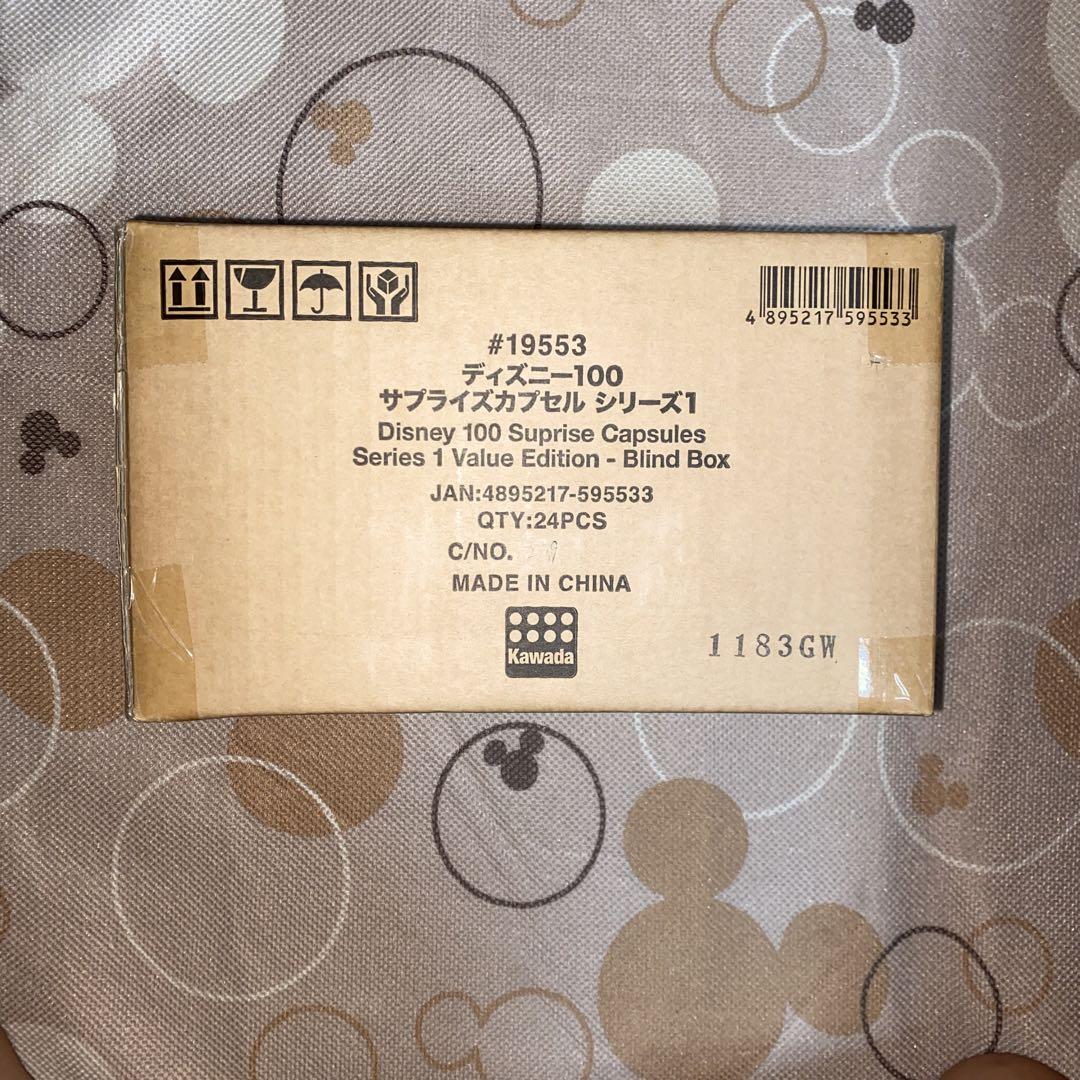 4 895217 595533
#19553
ディズニー100
サプライズカプセル シリーズ1
Disney 100 Suprise Capsules
Series 1 Value Edition - Blind Box
JAN:4895217-595533
QTY:24PCS
C/NO.
MADE IN CHINA
Kawada
1183GW